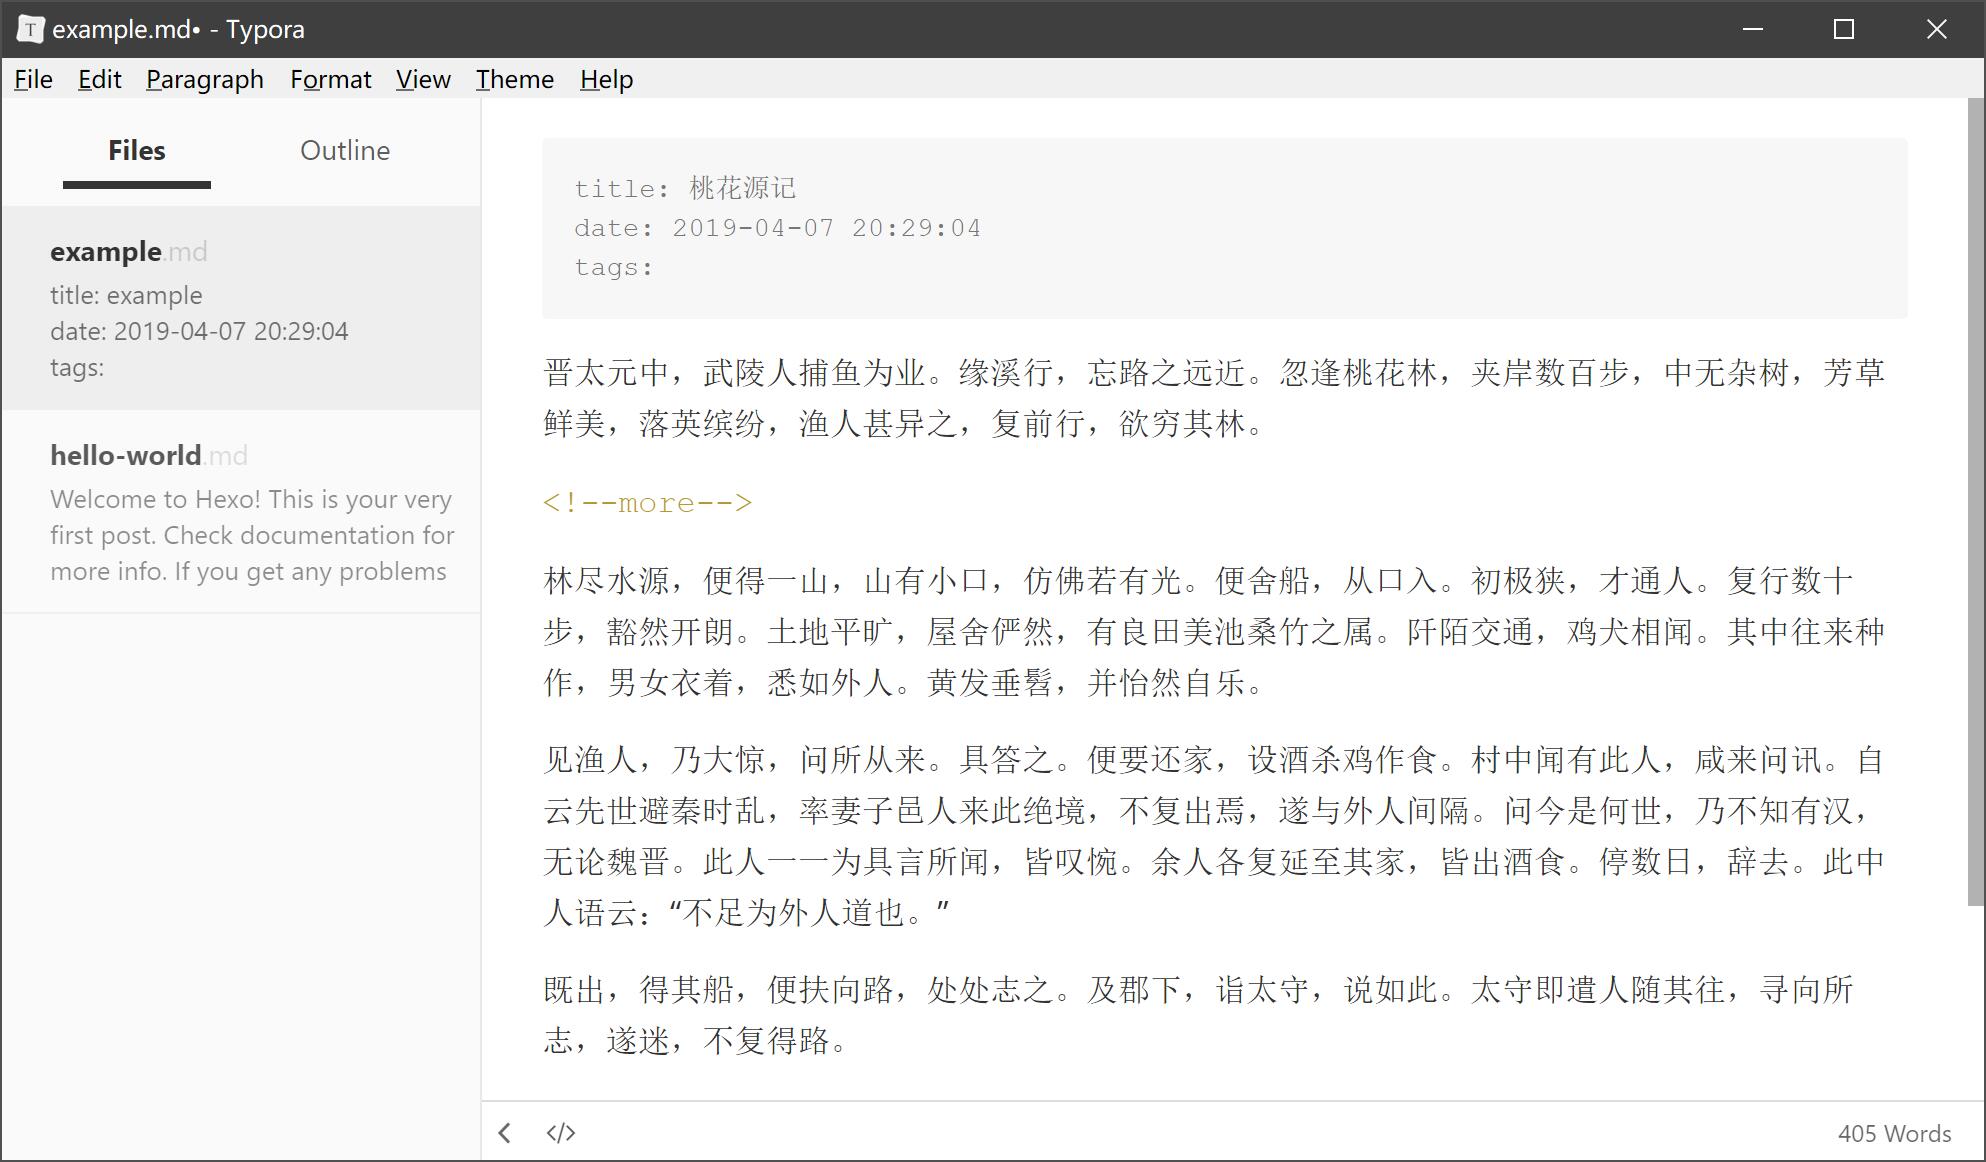 T example.md• - Typora
File Edit Paragraph Format View Theme Help
Files Outline
example.md
title: example
date: 2019-04-07 20:29:04
tags:
hello-world.md
Welcome to Hexo! This is your very
first post. Check documentation for
more info. If you get any problems
title: 桃花源记
date: 2019-04-07 20:29:04
tags:
晋太元中，武陵人捕鱼为业。缘溪行，忘路之远近。忽逢桃花林，夹岸数百步，中无杂树，芳草
鲜美，落英缤纷，渔人甚异之，复前行，欲穷其林。
<!--more-->
林尽水源，便得一山，山有小口，仿佛若有光。便舍船，从口入。初极狭，才通人。复行数十
步，豁然开朗。土地平旷，屋舍俨然，有良田美池桑竹之属。阡陌交通，鸡犬相闻。其中往来种
作，男女衣着，悉如外人。黄发垂髫，并怡然自乐。
见渔人，乃大惊，问所从来。具答之。便要还家，设酒杀鸡作食。村中闻有此人，咸来问讯。自
云先世避秦时乱，率妻子邑人来此绝境，不复出焉，遂与外人间隔。问今是何世，乃不知有汉，
无论魏晋。此人一一为具言所闻，皆叹惋。余人各复延至其家，皆出酒食。停数日，辞去。此中
人语云：“不足为外人道也。”
既出，得其船，便扶向路，处处志之。及郡下，诣太守，说如此。太守即遣人随其往，寻向所
志，遂迷，不复得路。
</> 405 Words